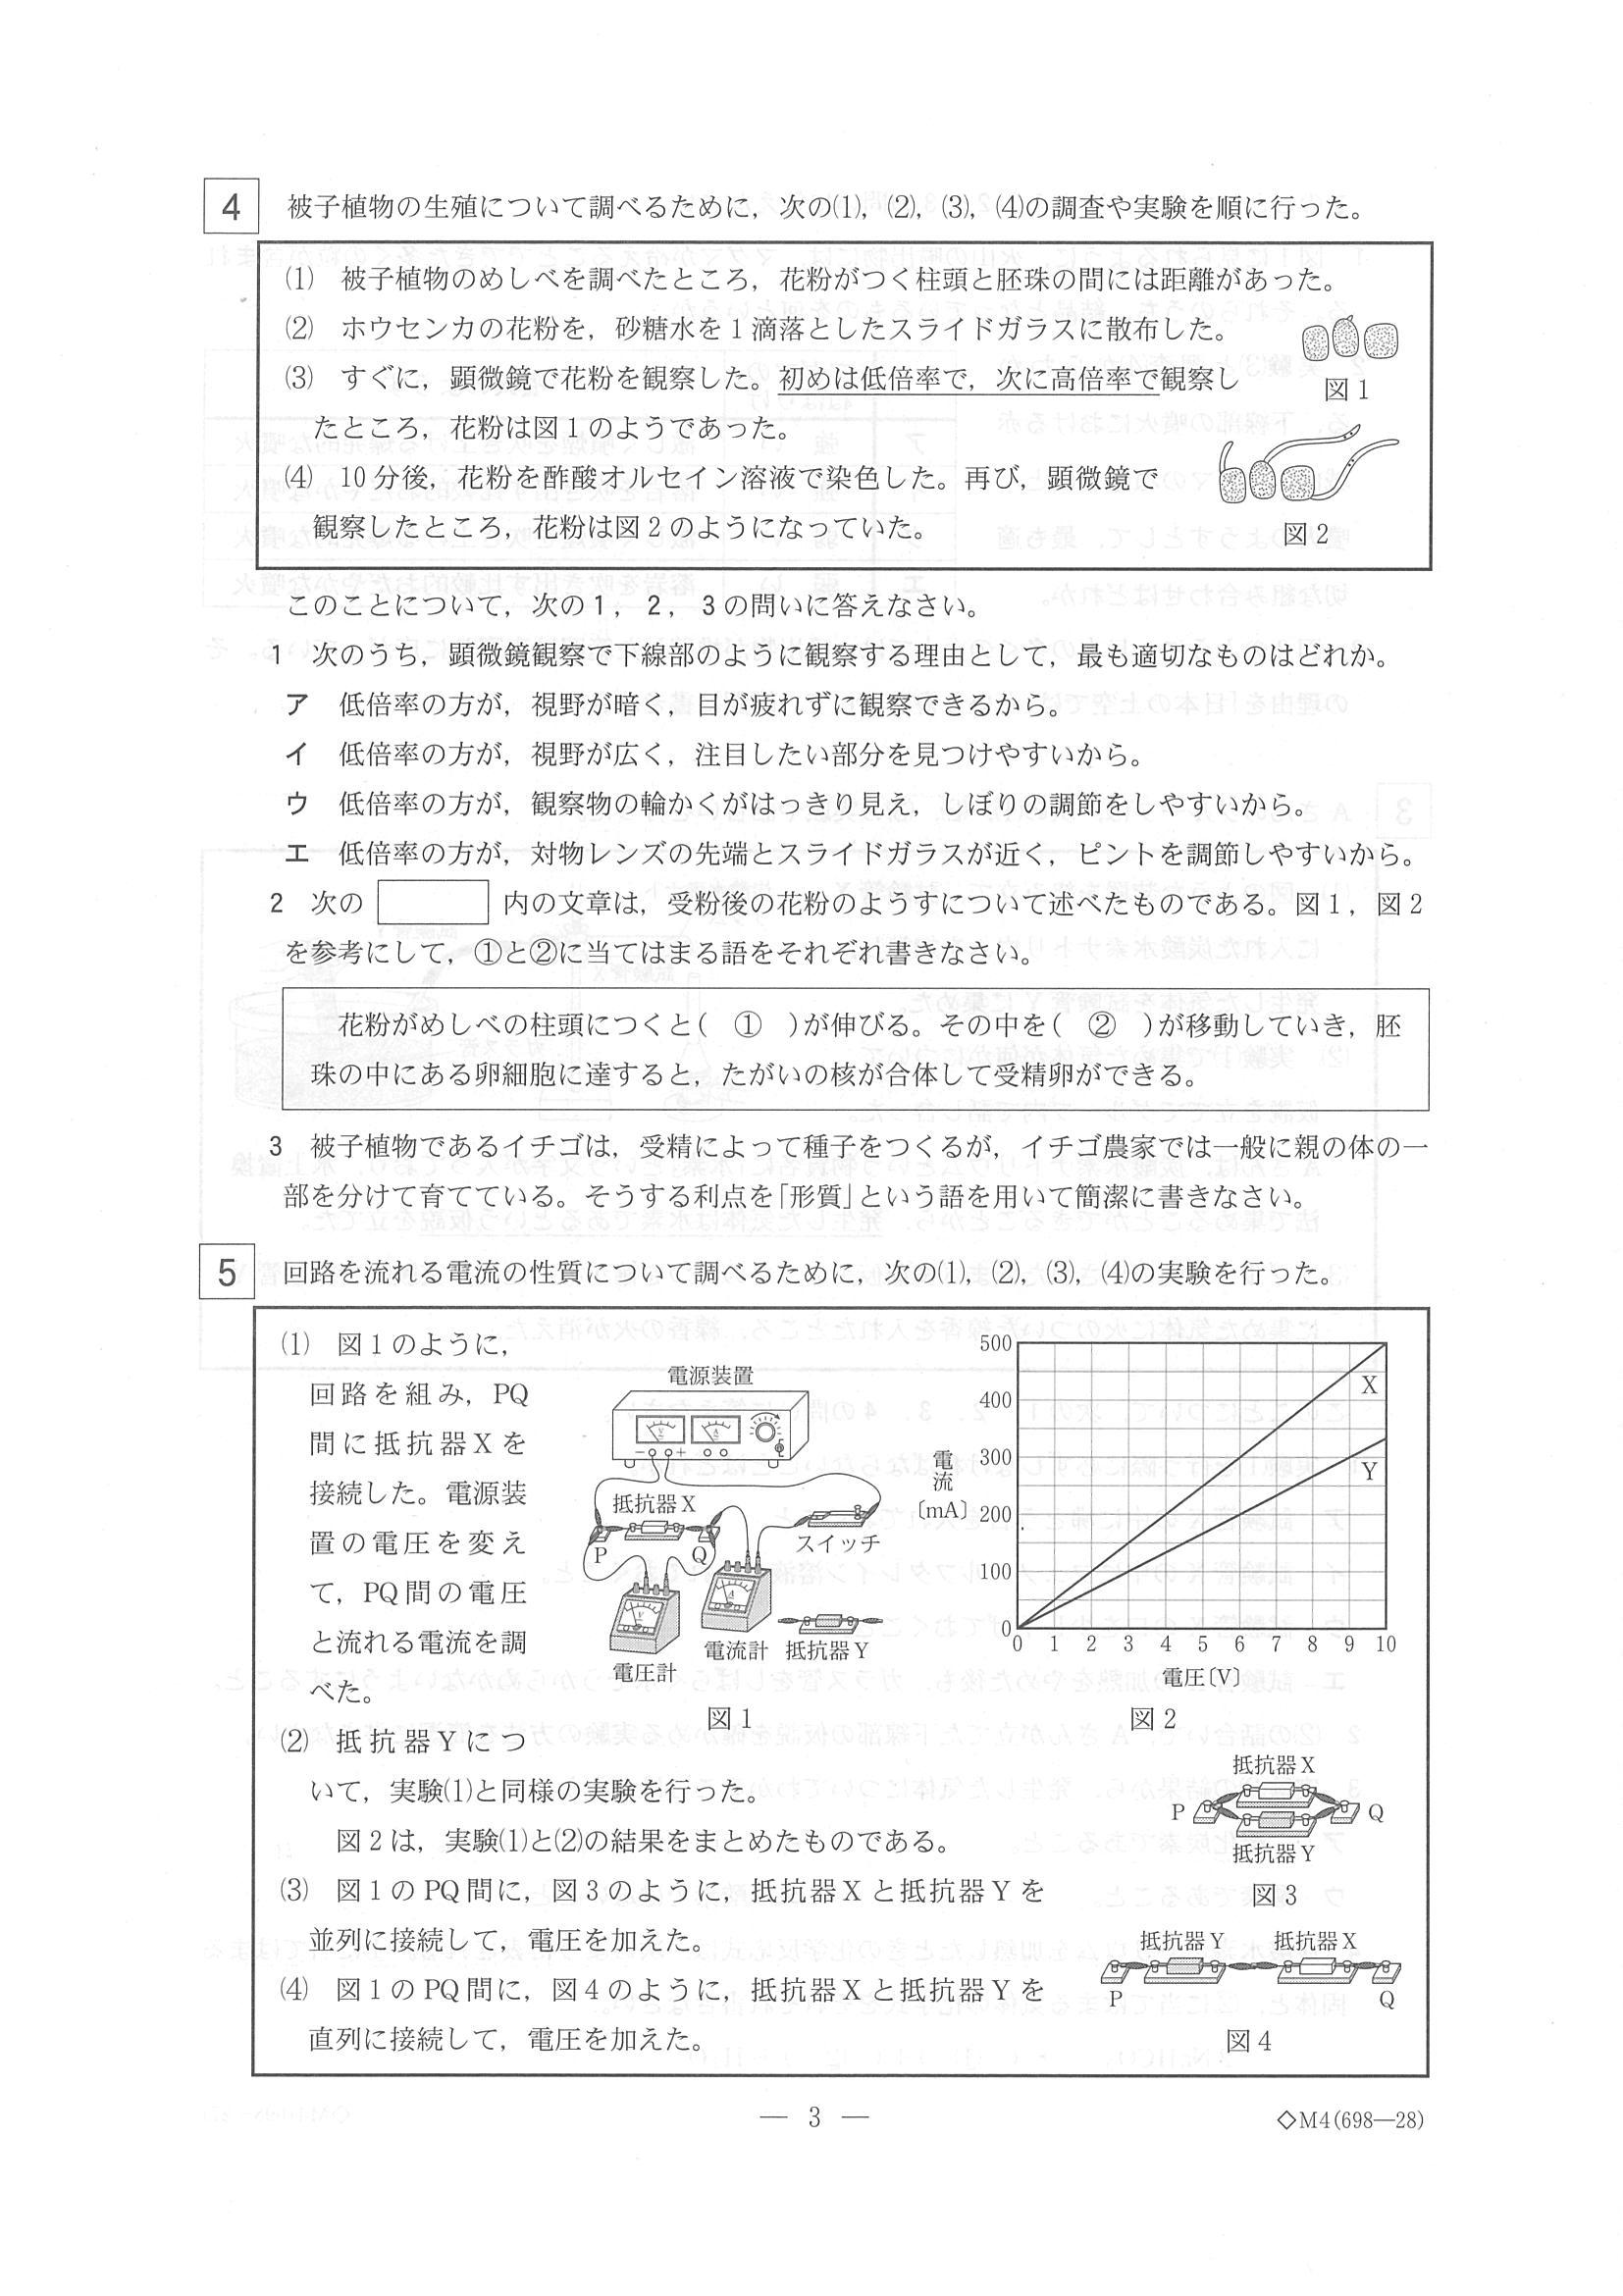 4 被子植物の生殖について調べるために，次の⑴，⑵，⑶，⑷の調査や実験を順に行った。
⑴ 被子植物のめしべを調べたところ，花粉がつく柱頭と胚珠の間には距離があった。
⑵ ホウセンカの花粉を，砂糖水を1滴落としたスライドガラスに散布した。
⑶ すぐに，顕微鏡で花粉を観察した。初めは低倍率で，次に高倍率で観察し
たところ，花粉は図1のようであった。
図1
⑷ 10分後，花粉を酢酸オルセイン溶液で染色した。再び，顕微鏡で
観察したところ，花粉は図2のようになっていた。
図2
このことについて，次の1，2，3の問いに答えなさい。
1 次のうち，顕微鏡観察で下線部のように観察する理由として，最も適切なものはどれか。
ア 低倍率の方が，視野が暗く，目が疲れずに観察できるから。
イ 低倍率の方が，視野が広く，注目したい部分を見つけやすいから。
ウ 低倍率の方が，観察物の輪かくがはっきり見え，しぼりの調節をしやすいから。
エ 低倍率の方が，対物レンズの先端とスライドガラスが近く，ピントを調節しやすいから。
2 次の 内の文章は，受粉後の花粉のようすについて述べたものである。図1，図2
を参考にして，①と②に当てはまる語をそれぞれ書きなさい。
花粉がめしべの柱頭につくと( ① )が伸びる。その中を( ② )が移動していき，胚
珠の中にある卵細胞に達すると，たがいの核が合体して受精卵ができる。
3 被子植物であるイチゴは，受精によって種子をつくるが，イチゴ農家では一般に親の体の一
部を分けて育てている。そうする利点を「形質」という語を用いて簡潔に書きなさい。
5 回路を流れる電流の性質について調べるために，次の⑴，⑵，⑶，⑷の実験を行った。
⑴ 図1のように，
回路を組み，PQ
間に抵抗器Xを
接続した。電源装
置の電圧を変え
て，PQ間の電圧
と流れる電流を調
べた。
電源装置
V
A
− +
抵抗器X
P
Q
スイッチ
V
A
電圧計
電流計
抵抗器Y
図1
500
400
300
200
100
0
電流
〔mA〕
X
Y
0 1 2 3 4 5 6 7 8 9 10
電圧〔V〕
図2
⑵ 抵抗器Yにつ
いて，実験⑴と同様の実験を行った。
図2は，実験⑴と⑵の結果をまとめたものである。
⑶ 図1のPQ間に，図3のように，抵抗器Xと抵抗器Yを
並列に接続して，電圧を加えた。
抵抗器X
P
Q
抵抗器Y
図3
⑷ 図1のPQ間に，図4のように，抵抗器Xと抵抗器Yを
直列に接続して，電圧を加えた。
抵抗器Y 抵抗器X
P
Q
図4
— 3 —
◇M4(698—28)